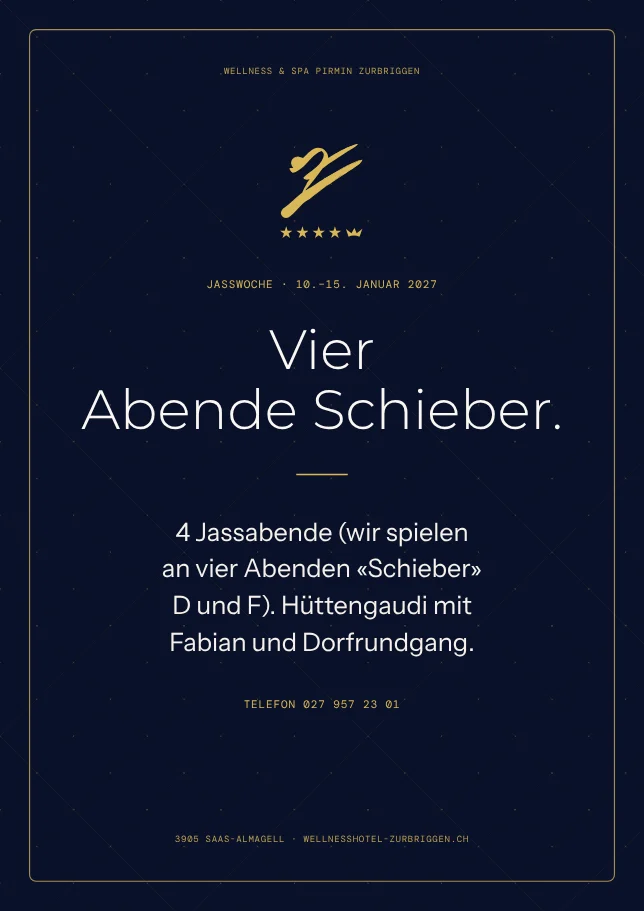 WELLNESS & SPA PIRMIN ZURBRIGGEN
JASSWOCHE · 10.–15. JANUAR 2027
Vier
Abende Schieber.
4 Jassabende (wir spielen
an vier Abenden «Schieber»
D und F). Hüttengaudi mit
Fabian und Dorfrundgang.
TELEFON 027 957 23 01
3905 SAAS-ALMAGELL · WELLNESSHOTEL-ZURBRIGGEN.CH